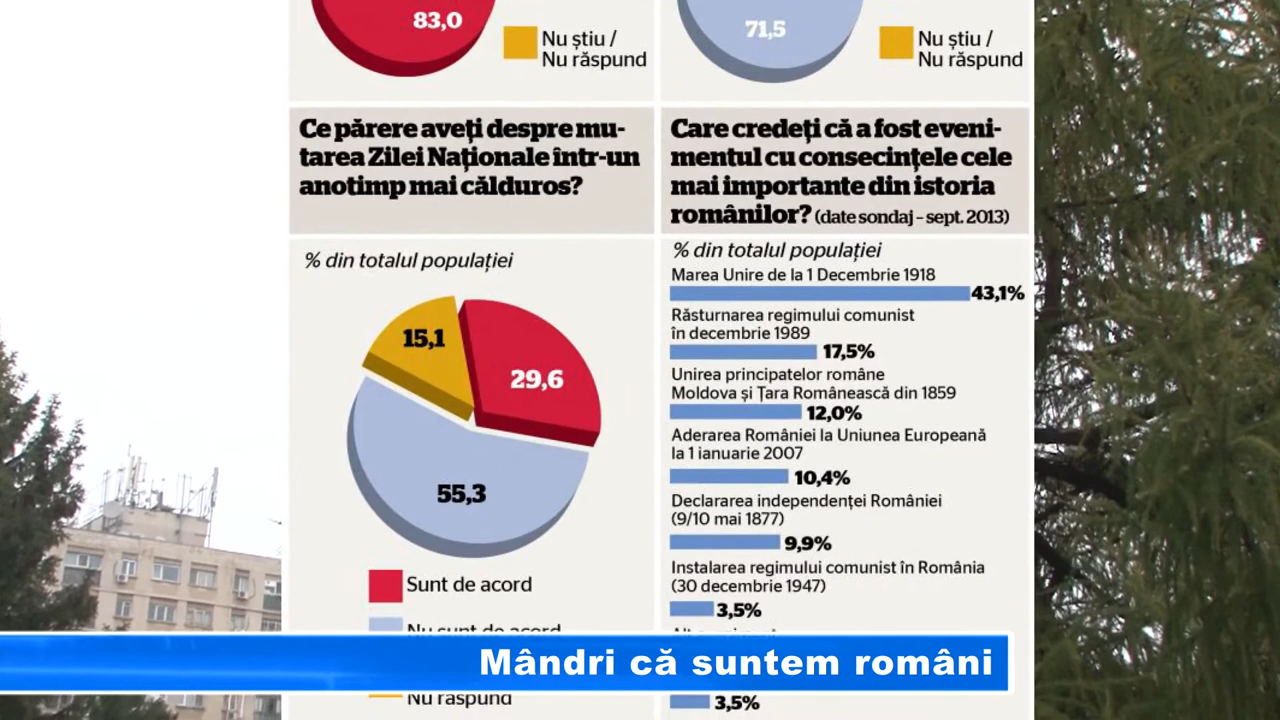 83,0
Nu știu /
Nu răspund
71,5
Nu știu /
Nu răspund
Ce părere aveți despre mu-
tarea Zilei Naționale într-un
anotimp mai călduros?
% din totalul populației
15,1
29,6
55,3
Sunt de acord
Nu sunt de acord
Nu răspund
Care credeți că a fost eveni-
mentul cu consecințele cele
mai importante din istoria
românilor? (date sondaj – sept. 2013)
% din totalul populației
Marea Unire de la 1 Decembrie 1918
43,1%
Răsturnarea regimului comunist
în decembrie 1989
17,5%
Unirea principatelor române
Moldova și Țara Românească din 1859
12,0%
Aderarea României la Uniunea Europeană
la 1 ianuarie 2007
10,4%
Declararea independenței României
(9/10 mai 1877)
9,9%
Instalarea regimului comunist în România
(30 decembrie 1947)
3,5%
3,5%
Mândri că suntem români